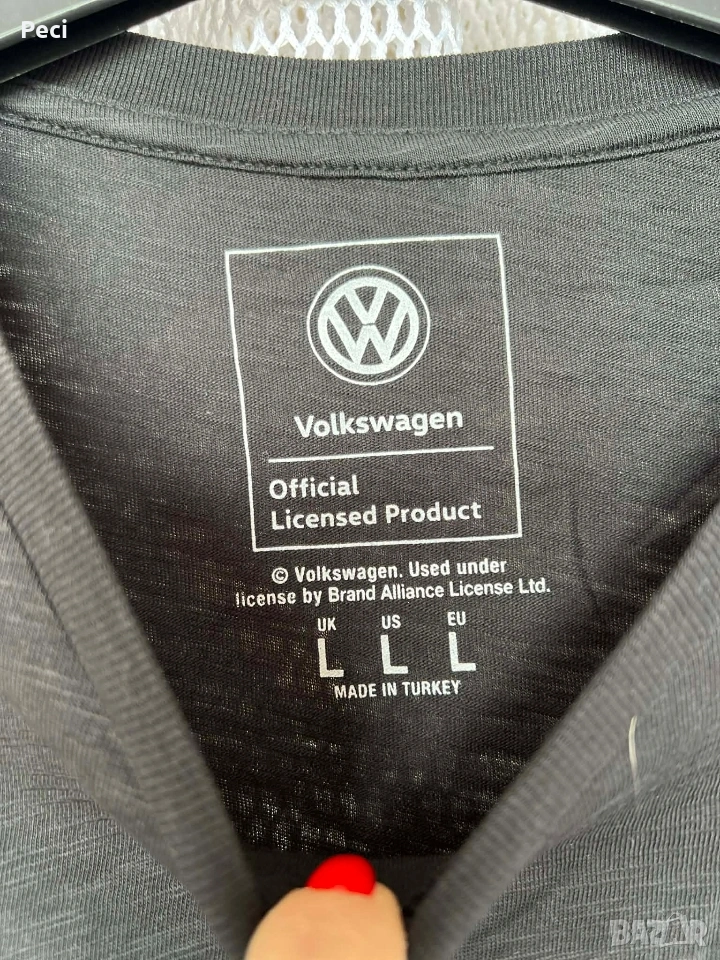 Peci
Volkswagen
Official
Licensed Product
© Volkswagen. Used under
license by Brand Alliance License Ltd.
UK US EU
L L L
MADE IN TURKEY
BAZAR